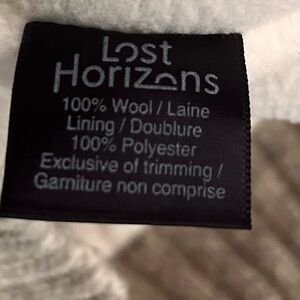 Lost
Horizons
100% Wool / Laine
Lining / Doublure
100% Polyester
Exclusive of trimming /
Garniture non comprise